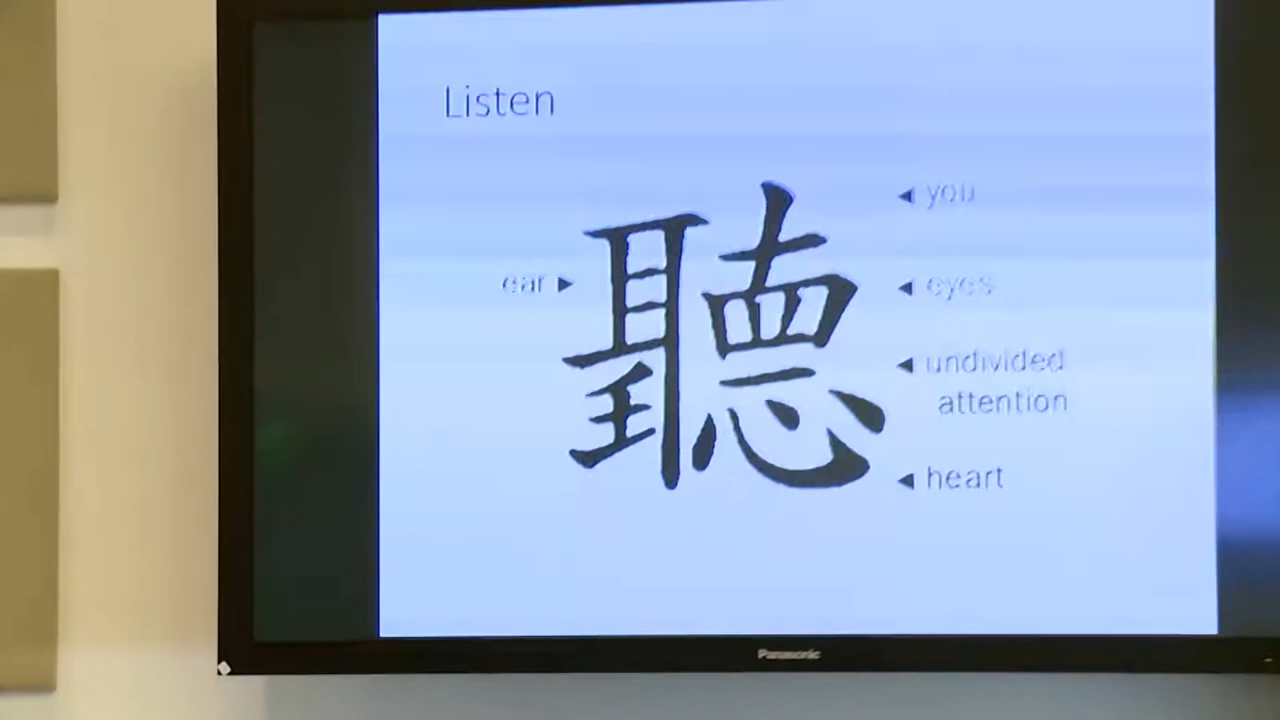 Listen
聽
ear ▶
◀ you
◀ eyes
◀ undivided
attention
◀ heart
Panasonic